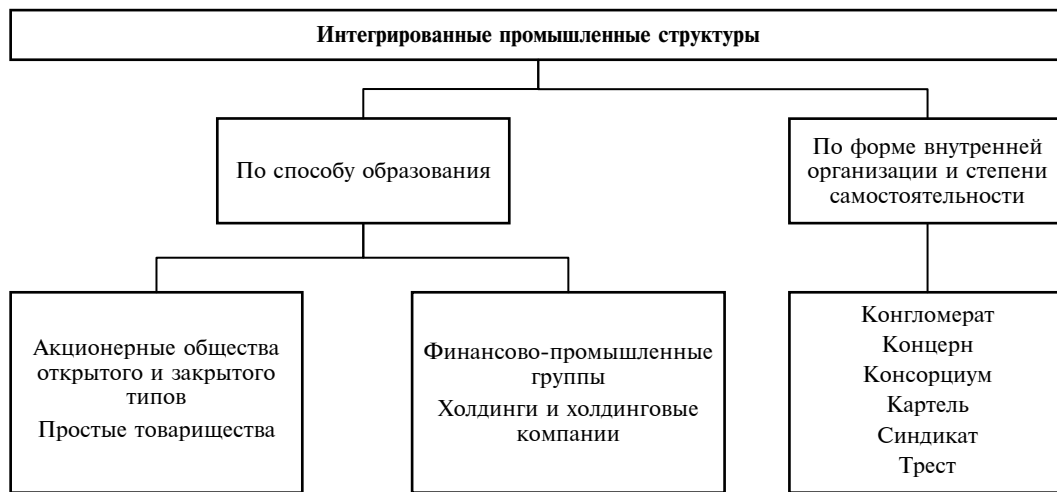 Интегрированные промышленные структуры
По способу образования
По форме внутренней
организации и степени
самостоятельности
Акционерные общества
открытого и закрытого
типов
Простые товарищества
Финансово-промышленные
группы
Холдинги и холдинговые
компании
Конгломерат
Концерн
Консорциум
Картель
Синдикат
Трест